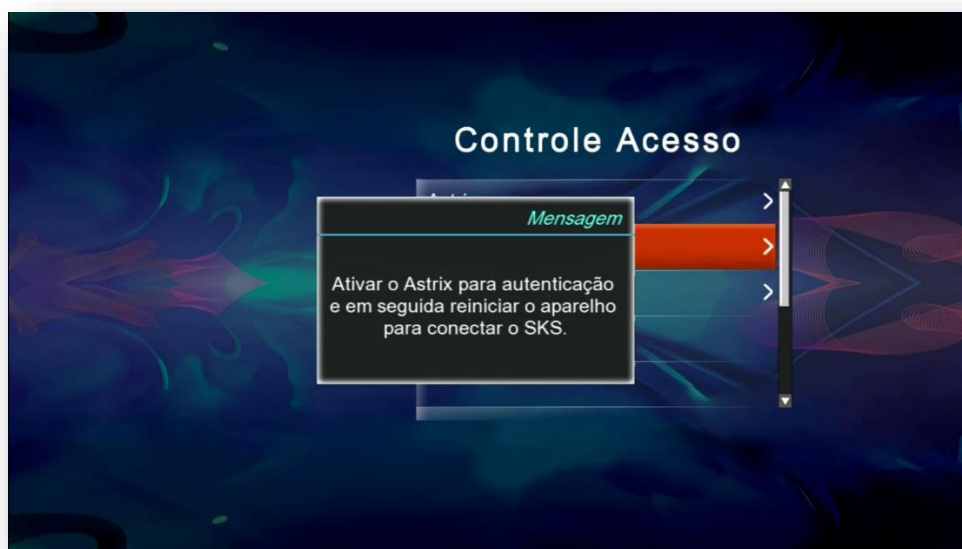 Controle Acesso
Mensagem
Ativar o Astrix para autenticação
e em seguida reiniciar o aparelho
para conectar o SKS.